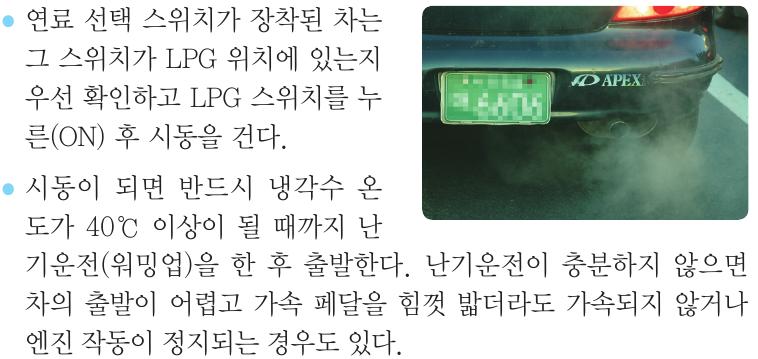 연료 선택 스위치가 장착된 차는
그 스위치가 LPG 위치에 있는지
우선 확인하고 LPG 스위치를 누
른(ON) 후 시동을 건다.
시동이 되면 반드시 냉각수 온
도가 40℃ 이상이 될 때까지 난
기운전(워밍업)을 한 후 출발한다. 난기운전이 충분하지 않으면
차의 출발이 어렵고 가속 페달을 힘껏 밟더라도 가속되지 않거나
엔진 작동이 정지되는 경우도 있다.
APEX